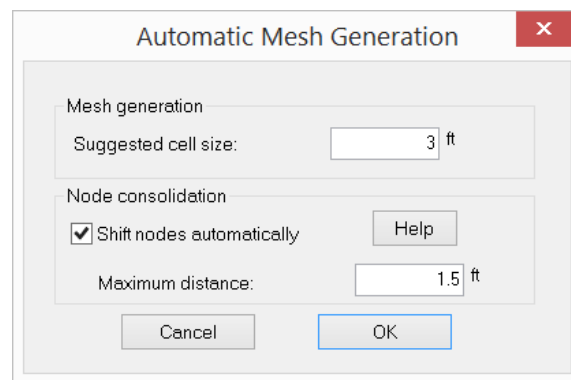 Automatic Mesh Generation
Mesh generation
Suggested cell size: 3 ft
Node consolidation
Shift nodes automatically Help
Maximum distance: 1.5 ft
Cancel OK